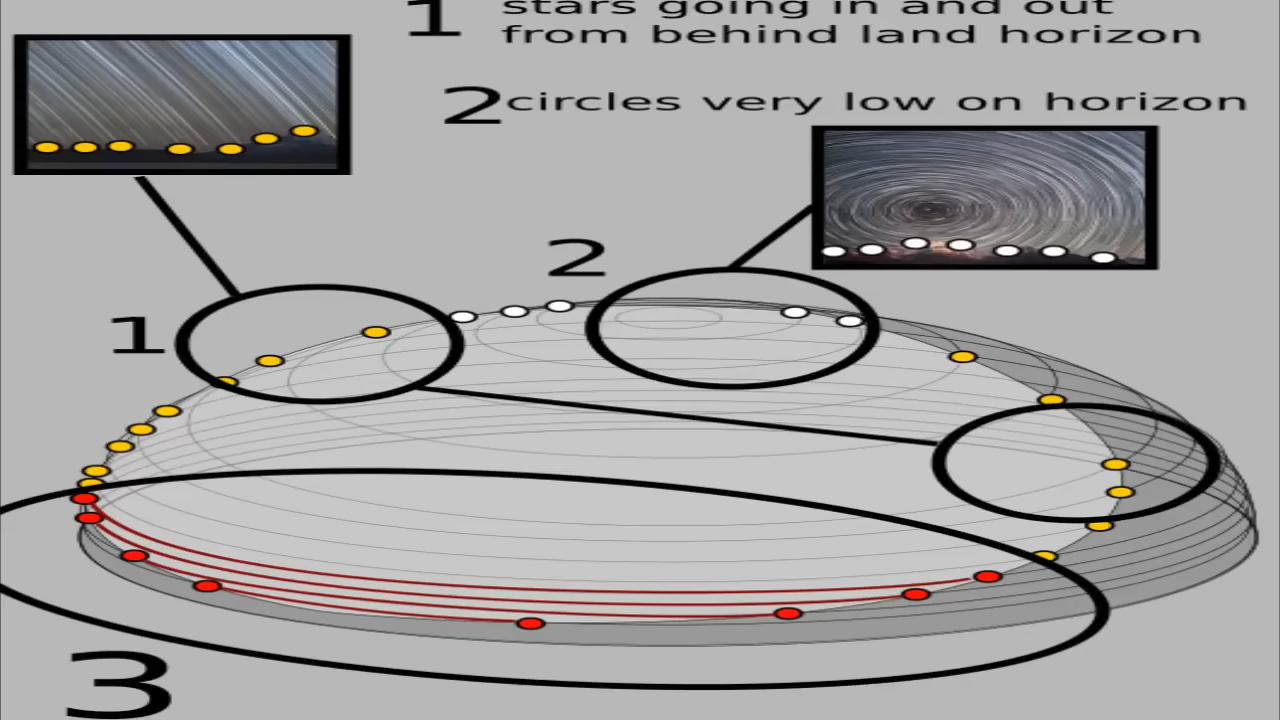 1 stars going in and out
from behind land horizon
2 circles very low on horizon
2
1
3